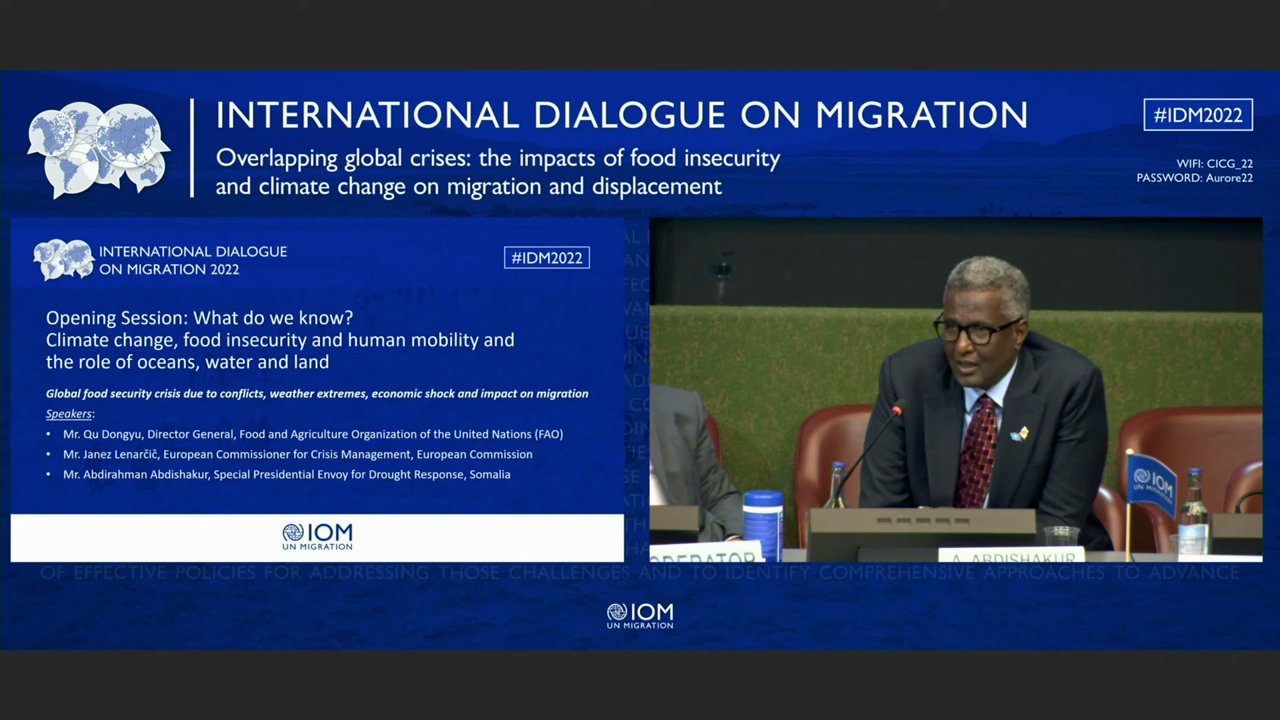 INTERNATIONAL DIALOGUE ON MIGRATION
Overlapping global crises: the impacts of food insecurity
and climate change on migration and displacement
#IDM2022
WIFI: CICG_22
PASSWORD: Aurore22
INTERNATIONAL DIALOGUE
ON MIGRATION 2022
#IDM2022
Opening Session: What do we know?
Climate change, food insecurity and human mobility and
the role of oceans, water and land
Global food security crisis due to conflicts, weather extremes, economic shock and impact on migration
Speakers:
• Mr. Qu Dongyu, Director General, Food and Agriculture Organization of the United Nations (FAO)
• Mr. Janez Lenarčič, European Commissioner for Crisis Management, European Commission
• Mr. Abdirahman Abdishakur, Special Presidential Envoy for Drought Response, Somalia
IOM
UN MIGRATION
IOM
UN MIGRATION
A. ABDISHAKUR
OF EFFECTIVE POLICIES FOR ADDRESSING THOSE CHALLENGES AND TO IDENTIFY COMPREHENSIVE APPROACHES TO ADVANCE
IOM
UN MIGRATION